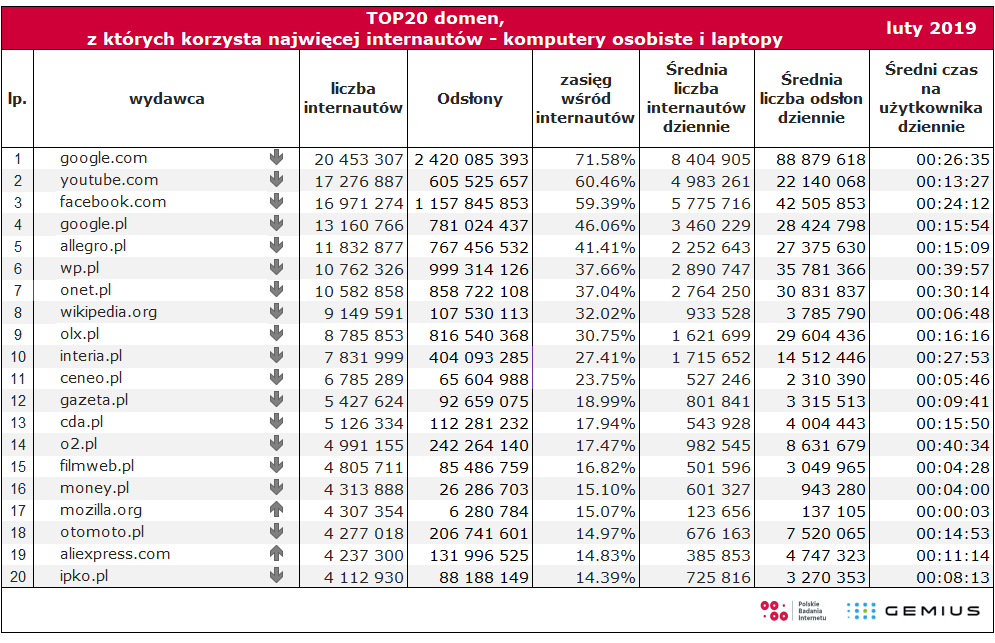 TOP20 domen,
z których korzysta najwięcej internautów - komputery osobiste i laptopy
luty 2019
lp. wydawca liczba internautów Odsłony zasięg wśród internautów Średnia liczba internautów dziennie Średnia liczba odsłon dziennie Średni czas na użytkownika dziennie
1 google.com 20 453 307 2 420 085 393 71.58% 8 404 905 88 879 618 00:26:35
2 youtube.com 17 276 887 605 525 657 60.46% 4 983 261 22 140 068 00:13:27
3 facebook.com 16 971 274 1 157 845 853 59.39% 5 775 716 42 505 853 00:24:12
4 google.pl 13 160 766 781 024 437 46.06% 3 460 229 28 424 798 00:15:54
5 allegro.pl 11 832 877 767 456 532 41.41% 2 252 643 27 375 630 00:15:09
6 wp.pl 10 762 326 999 314 126 37.66% 2 890 747 35 781 366 00:39:57
7 onet.pl 10 582 858 858 722 108 37.04% 2 764 250 30 831 837 00:30:14
8 wikipedia.org 9 149 591 107 530 113 32.02% 933 528 3 785 790 00:06:48
9 olx.pl 8 785 853 816 540 368 30.75% 1 621 699 29 604 436 00:16:16
10 interia.pl 7 831 999 404 093 285 27.41% 1 715 652 14 512 446 00:27:53
11 ceneo.pl 6 785 289 65 604 988 23.75% 527 246 2 310 390 00:05:46
12 gazeta.pl 5 427 624 92 659 075 18.99% 801 841 3 315 513 00:09:41
13 cda.pl 5 126 334 112 281 232 17.94% 543 928 4 004 443 00:15:50
14 o2.pl 4 991 155 242 264 140 17.47% 982 545 8 631 679 00:40:34
15 filmweb.pl 4 805 711 85 486 759 16.82% 501 596 3 049 965 00:04:28
16 money.pl 4 313 888 26 286 703 15.10% 601 327 943 280 00:04:00
17 mozilla.org 4 307 354 6 280 784 15.07% 123 656 137 105 00:00:03
18 otomoto.pl 4 277 018 206 741 601 14.97% 676 163 7 520 065 00:14:53
19 aliexpress.com 4 237 300 131 996 525 14.83% 385 853 4 747 323 00:11:14
20 ipko.pl 4 112 930 88 188 149 14.39% 725 816 3 270 353 00:08:13
Polskie
Badania
Internetu
GEMIUS